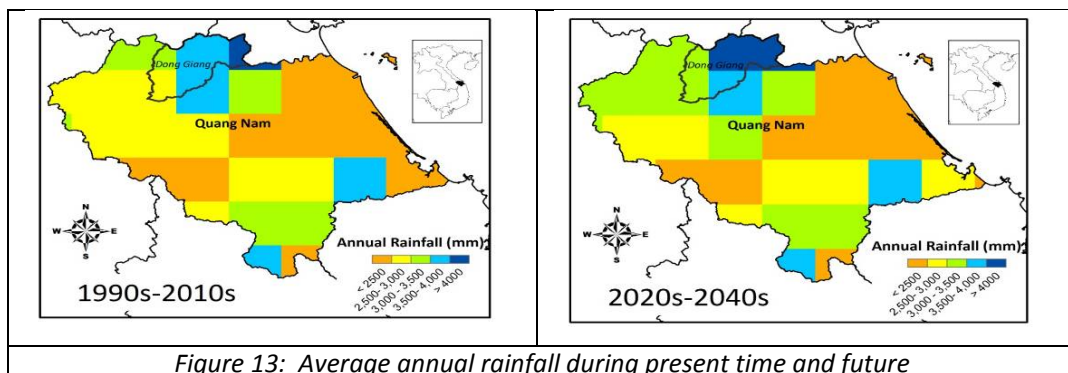 Dong Giang
Quang Nam
N
W E
S
Annual Rainfall (mm)
< 2500
2,500- 3,000
3,000 - 3,500
3,500- 4,000
> 4000
1990s-2010s
Dong Giang
Quang Nam
N
W E
S
Annual Rainfall (mm)
< 2500
2,500- 3,000
3,000 - 3,500
3,500- 4,000
> 4000
2020s-2040s
Figure 13: Average annual rainfall during present time and future